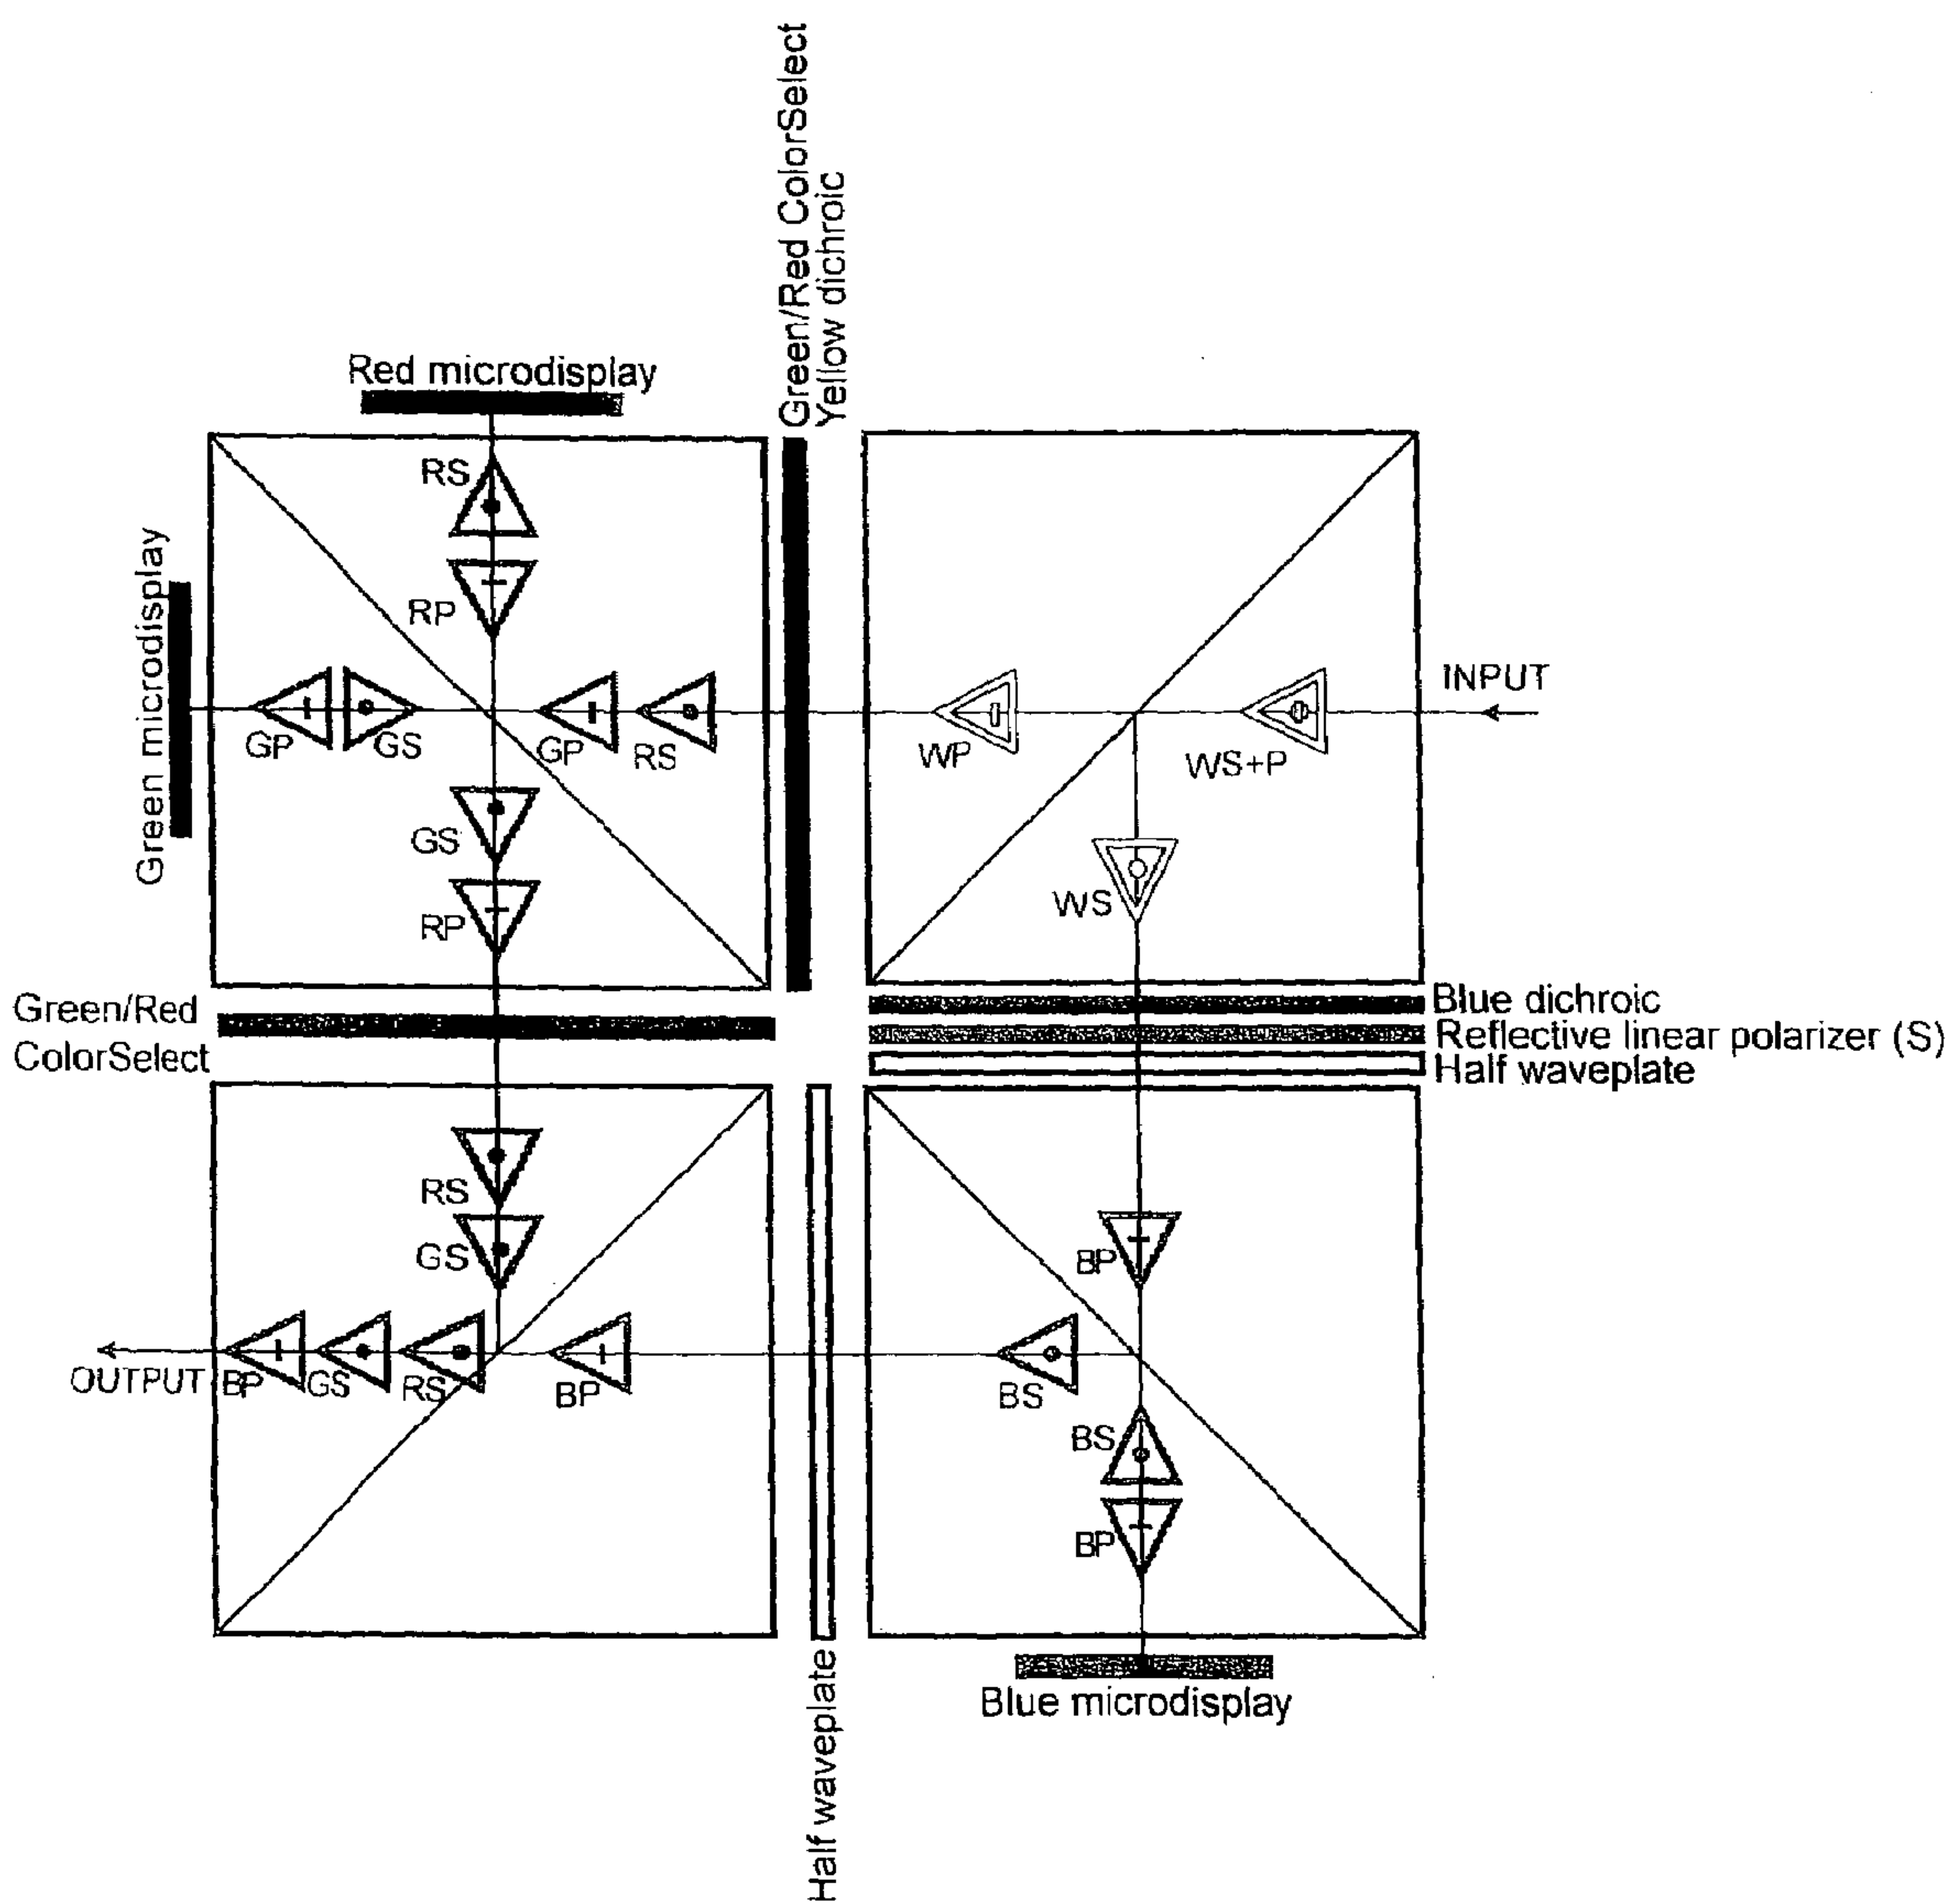 Green/Red ColorSelect
Yellow dichroic
Red microdisplay
Green microdisplay
RS
RP
GP
GS
GP
RS
GS
RP
WP
WS+P
INPUT
WS
Green/Red
ColorSelect
Blue dichroic
Reflective linear polarizer (S)
Half waveplate
RS
GS
OUTPUT
BP
GS
RS
BP
BP
BS
BS
BP
Half waveplate
Blue microdisplay